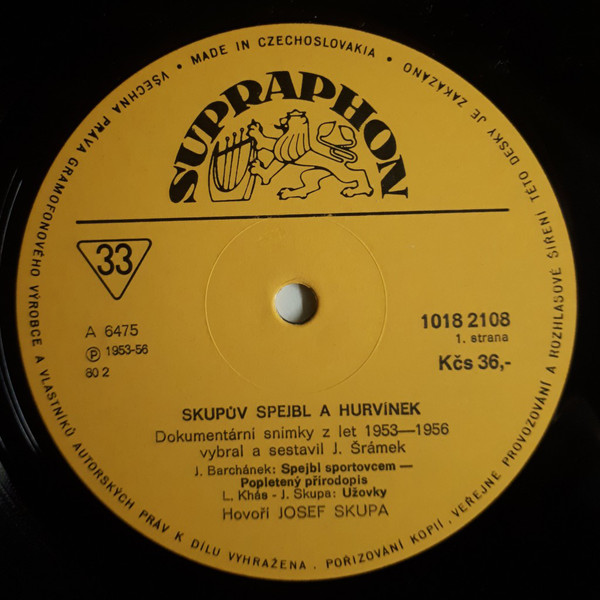 • MADE IN CZECHOSLOVAKIA •
VŠECHNA PRÁVA GRAMOFONOVÉHO VÝROBCE A VLASTNÍKŮ AUTORSKÝCH PRÁV K DÍLU VYHRAŽENA. POŘIZOVÁNÍ KOPIÍ, VEŘEJNÉ PROVOZOVÁNÍ A ROZHLASOVÉ ŠÍŘENÍ TÉTO DESKY JE ZAKÁZÁNO
SUPRAPHON
33
A 6475
Ⓟ 1953-56
80 2
1018 2108
1. strana
Kčs 36,-
SKUPŮV SPEJBL A HURVÍNEK
Dokumentární snímky z let 1953—1956
vybral a sestavil J. Šrámek
J. Barchánek: Spejbl sportovcem —
Popletený přírodopis
L. Khás - J. Skupa: Užovky
Hovoří JOSEF SKUPA